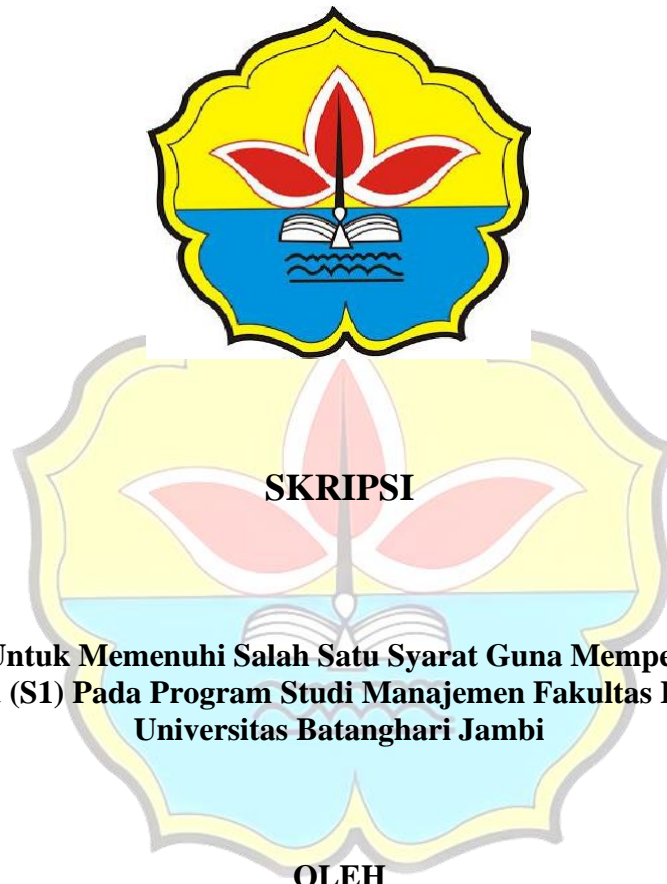 SKRIPSI
Untuk Memenuhi Salah Satu Syarat Guna
(S1) Pada Program Studi Manajemen Fakultas
Universitas Batanghari Jambi
OLEH